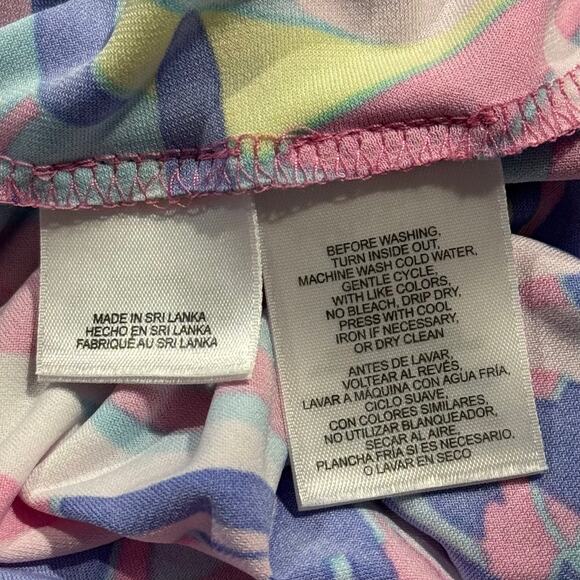 MADE IN SRI LANKA
HECHO EN SRI LANKA
FABRIQUÉ AU SRI LANKA
BEFORE WASHING,
TURN INSIDE OUT,
MACHINE WASH COLD WATER,
GENTLE CYCLE,
WITH LIKE COLORS,
NO BLEACH, DRIP DRY,
PRESS WITH COOL
IRON IF NECESSARY,
OR DRY CLEAN
ANTES DE LAVAR,
VOLTEAR AL REVÉS,
LAVAR A MÁQUINA CON AGUA FRÍA,
CICLO SUAVE,
CON COLORES SIMILARES,
NO UTILIZAR BLANQUEADOR,
SECAR AL AIRE,
PLANCHA FRÍA SI ES NECESARIO,
O LAVAR EN SECO